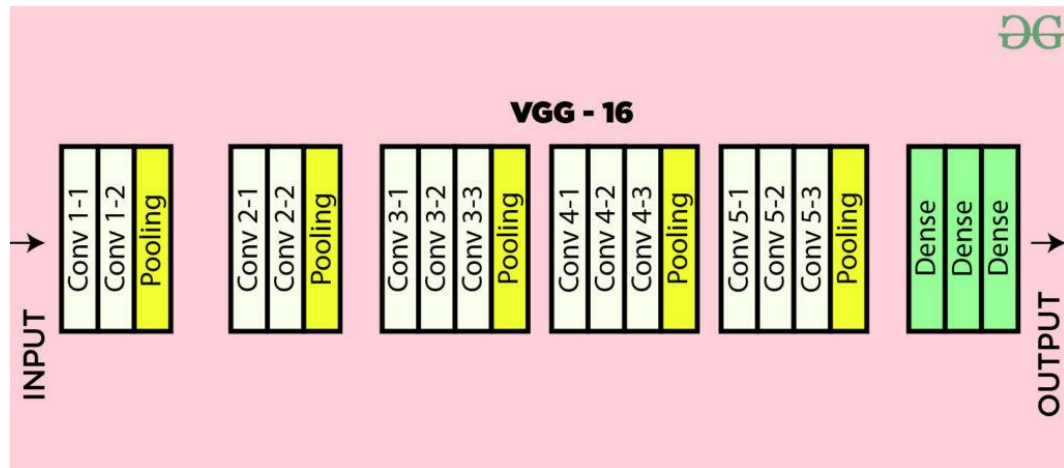 VGG - 16
INPUT
Conv 1-1
Conv 1-2
Pooling
Conv 2-1
Conv 2-2
Pooling
Conv 3-1
Conv 3-2
Conv 3-3
Pooling
Conv 4-1
Conv 4-2
Conv 4-3
Pooling
Conv 5-1
Conv 5-2
Conv 5-3
Pooling
Dense
Dense
Dense
OUTPUT